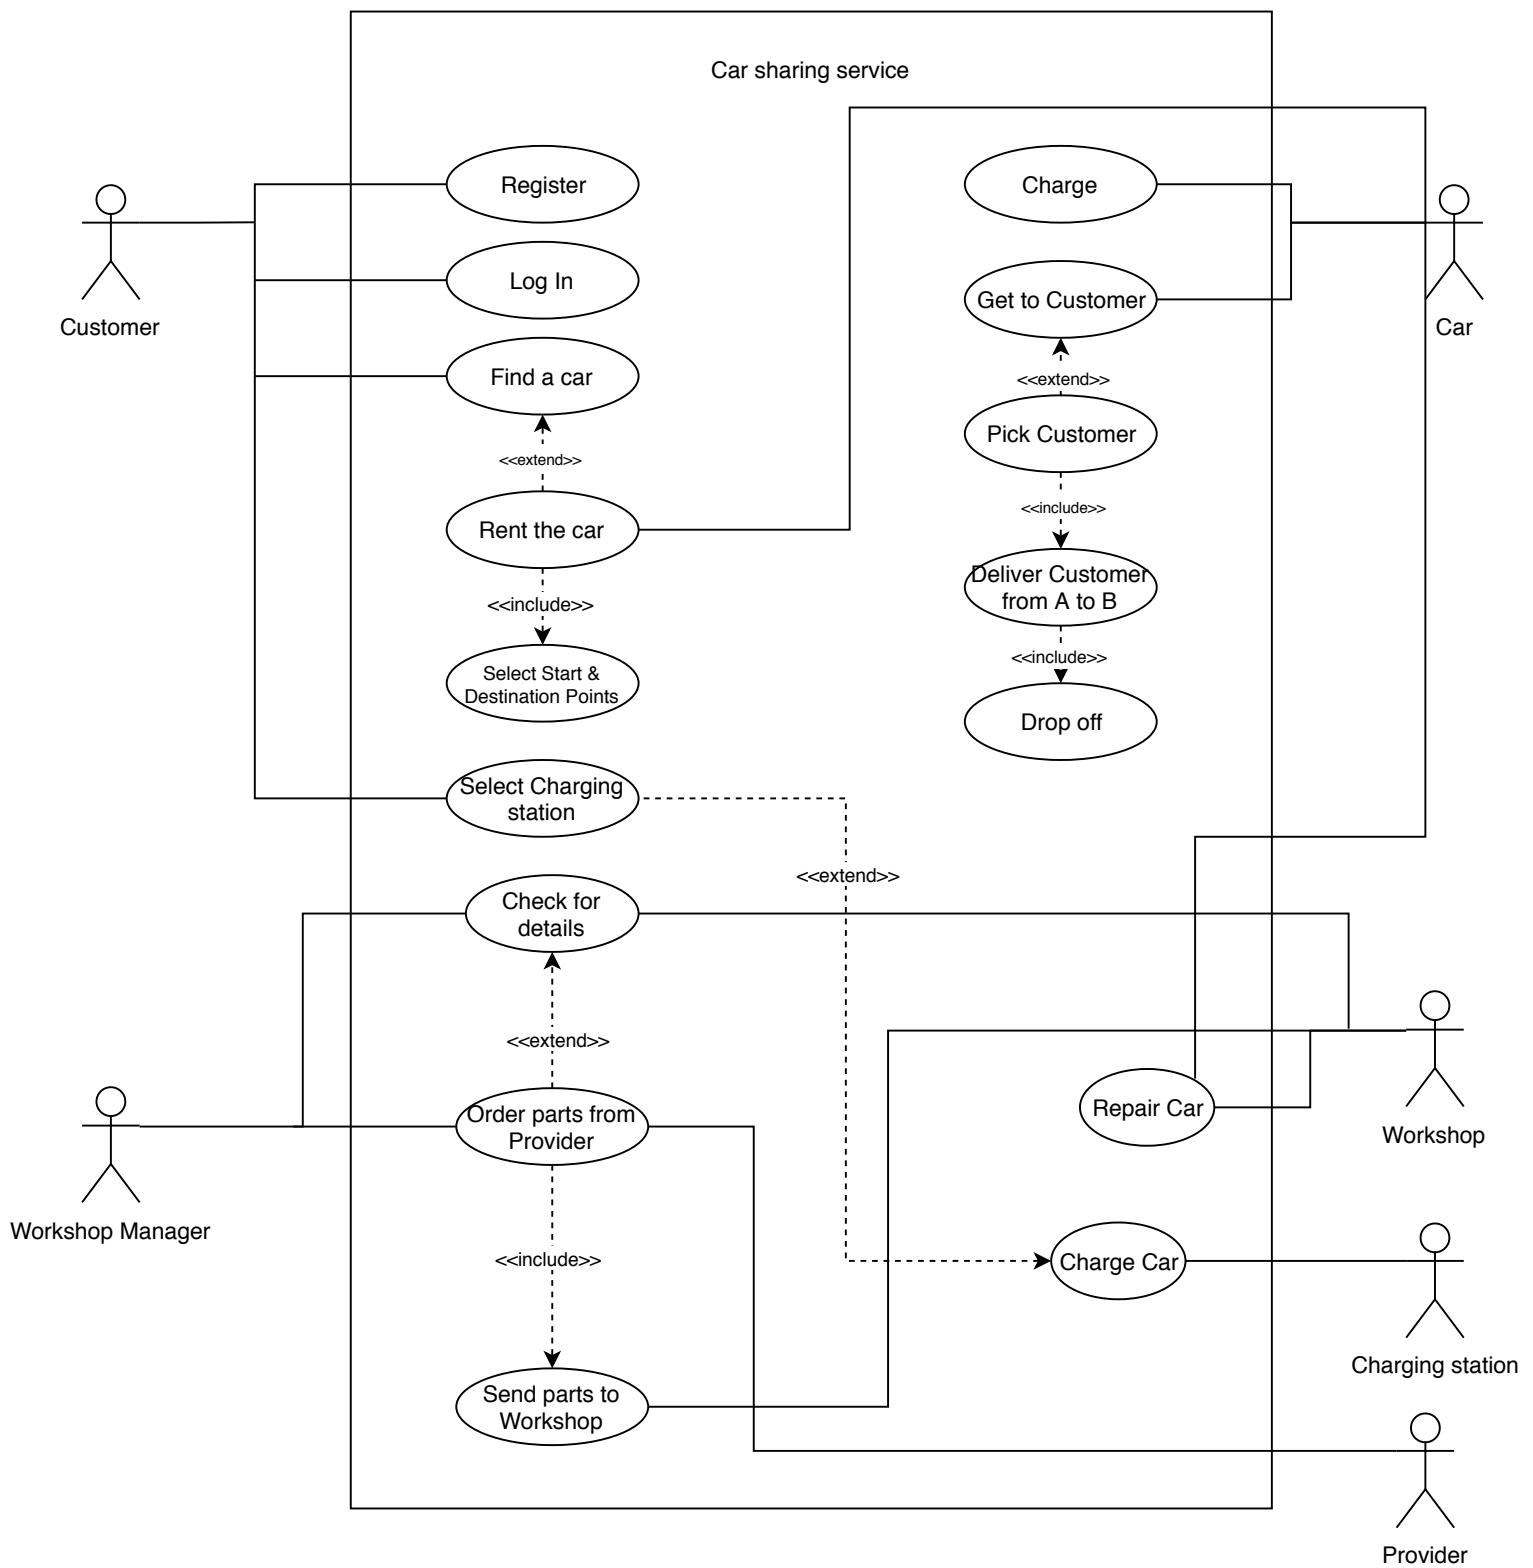 Car sharing service
Register
Charge
Log In
Get to Customer
Customer
Car
Find a car
<<extend>>
Pick Customer
<<extend>>
<<include>>
Rent the car
Deliver Customer
from A to B
<<include>>
<<include>>
Select Start &
Destination Points
Drop off
Select Charging
station
<<extend>>
Check for
details
<<extend>>
Repair Car
Workshop
Order parts from
Provider
Workshop Manager
<<include>>
Charge Car
Charging station
Send parts to
Workshop
Provider